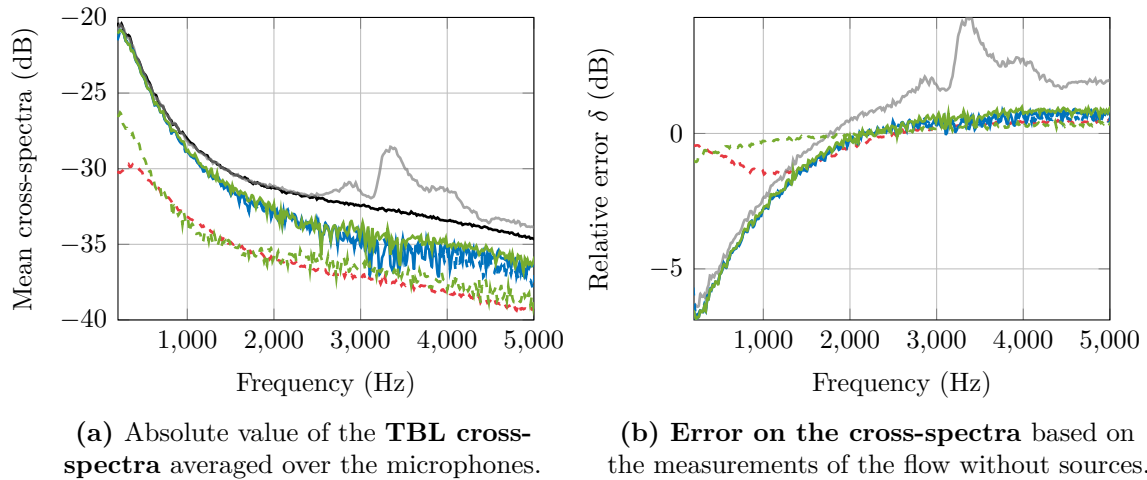 −20
−25
−30
−35
−40
Mean cross-spectra (dB)
1,000 2,000 3,000 4,000 5,000
Frequency (Hz)
0
−5
Relative error δ (dB)
1,000 2,000 3,000 4,000 5,000
Frequency (Hz)
(a) Absolute value of the TBL cross-
spectra averaged over the microphones.
(b) Error on the cross-spectra based on
the measurements of the flow without sources.